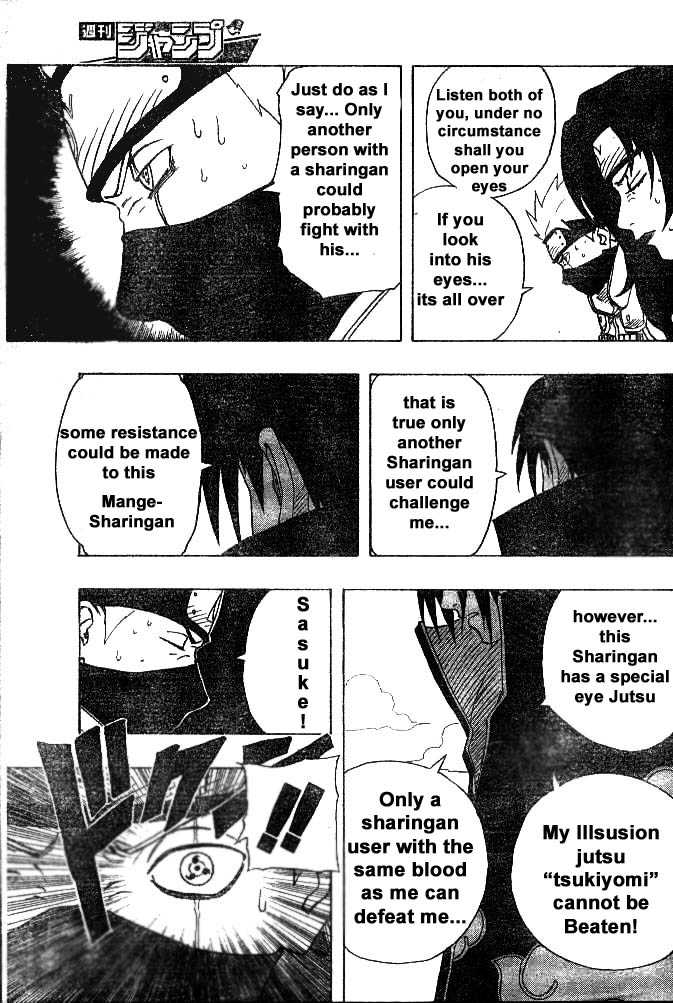 週刊
ジャンプ
Listen both of
you, under no
circumstance
shall you
open your
eyes
If you
look
into his
eyes...
its all over
Just do as I
say... Only
another
person with
a sharingan
could
probably
fight with
his...
that is
true only
another
Sharingan
user could
challenge
me...
some resistance
could be made
to this
Mange-
Sharingan
however...
this
Sharingan
has a special
eye Jutsu
My Illsusion
jutsu
“tsukiyomi”
cannot be
Beaten!
Only a
sharingan
user with the
same blood
as me can
defeat me...
Sasuke!
!!
ドクン